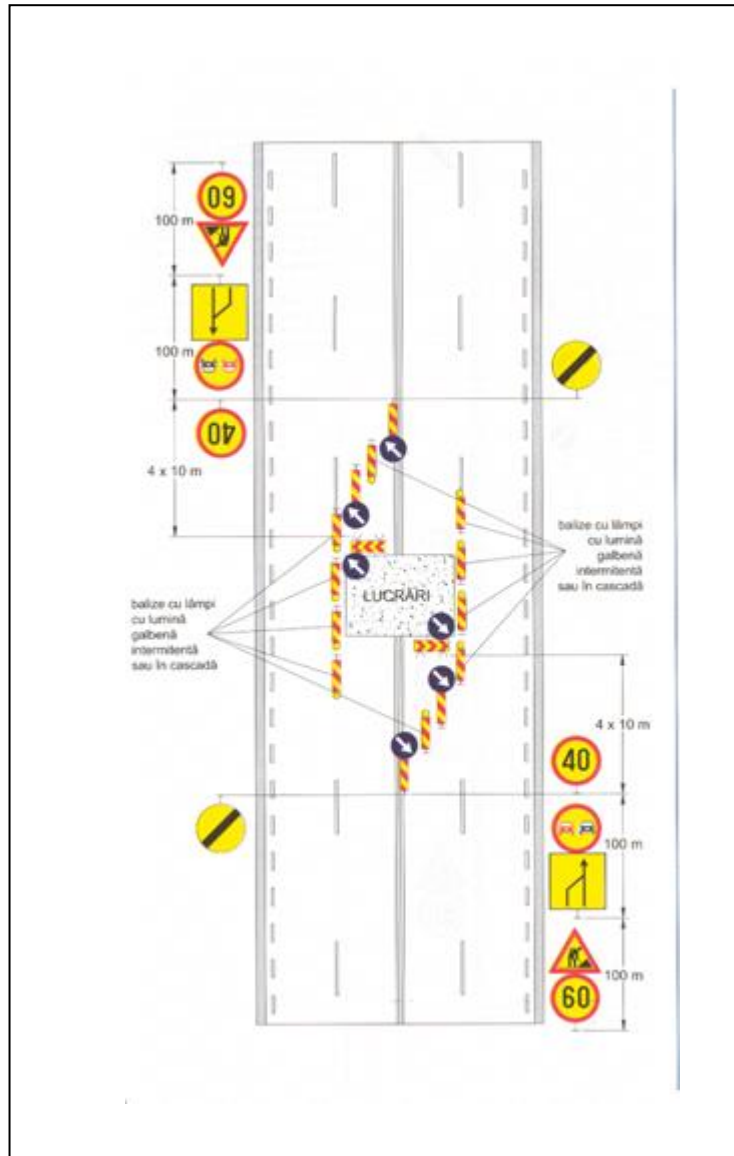 100 m
60
100 m
40
4 x 10 m
balize cu lămpi
cu lumină
galbenă
intermitentă
sau în cascadă
LUCRĂRI
balize cu lămpi
cu lumină
galbenă
intermitentă
sau în cascadă
4 x 10 m
40
100 m
100 m
60